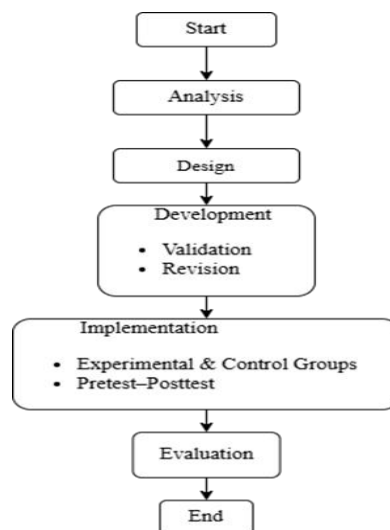 Start
Analysis
Design
Development
• Validation
• Revision
Implementation
• Experimental & Control Groups
• Pretest–Posttest
Evaluation
End